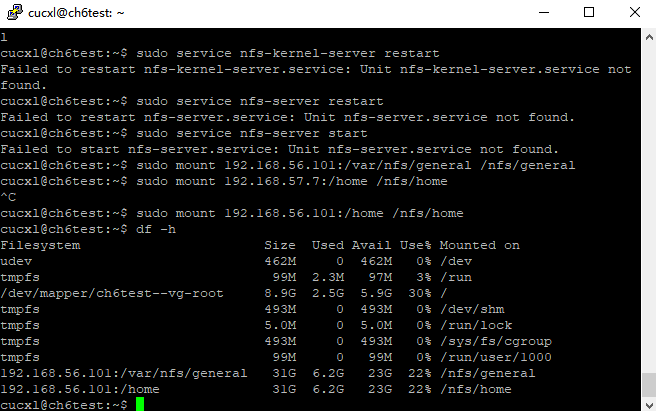 cucxl@ch6test: ~
l
cucxl@ch6test:~$ sudo service nfs-kernel-server restart
Failed to restart nfs-kernel-server.service: Unit nfs-kernel-server.service not
found.
cucxl@ch6test:~$ sudo service nfs-server restart
Failed to restart nfs-server.service: Unit nfs-server.service not found.
cucxl@ch6test:~$ sudo service nfs-server start
Failed to start nfs-server.service: Unit nfs-server.service not found.
cucxl@ch6test:~$ sudo mount 192.168.56.101:/var/nfs/general /nfs/general
cucxl@ch6test:~$ sudo mount 192.168.57.7:/home /nfs/home
^C
cucxl@ch6test:~$ sudo mount 192.168.56.101:/home /nfs/home
cucxl@ch6test:~$ df -h
Filesystem Size Used Avail Use% Mounted on
udev 462M 0 462M 0% /dev
tmpfs 99M 2.3M 97M 3% /run
/dev/mapper/ch6test--vg-root 8.9G 2.5G 5.9G 30% /
tmpfs 493M 0 493M 0% /dev/shm
tmpfs 5.0M 0 5.0M 0% /run/lock
tmpfs 493M 0 493M 0% /sys/fs/cgroup
tmpfs 99M 0 99M 0% /run/user/1000
192.168.56.101:/var/nfs/general 31G 6.2G 23G 22% /nfs/general
192.168.56.101:/home 31G 6.2G 23G 22% /nfs/home
cucxl@ch6test:~$